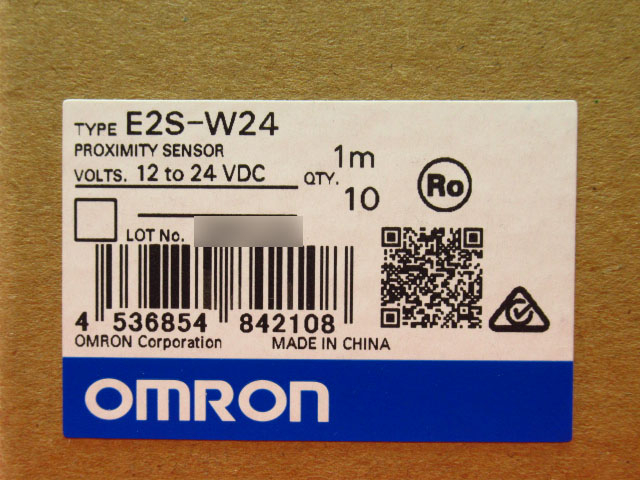 TYPE E2S-W24
PROXIMITY SENSOR
1m
VOLTS. 12 to 24 VDC
QTY. 10
Ro
LOT No.
4 536854 842108
OMRON Corporation MADE IN CHINA
OMRON